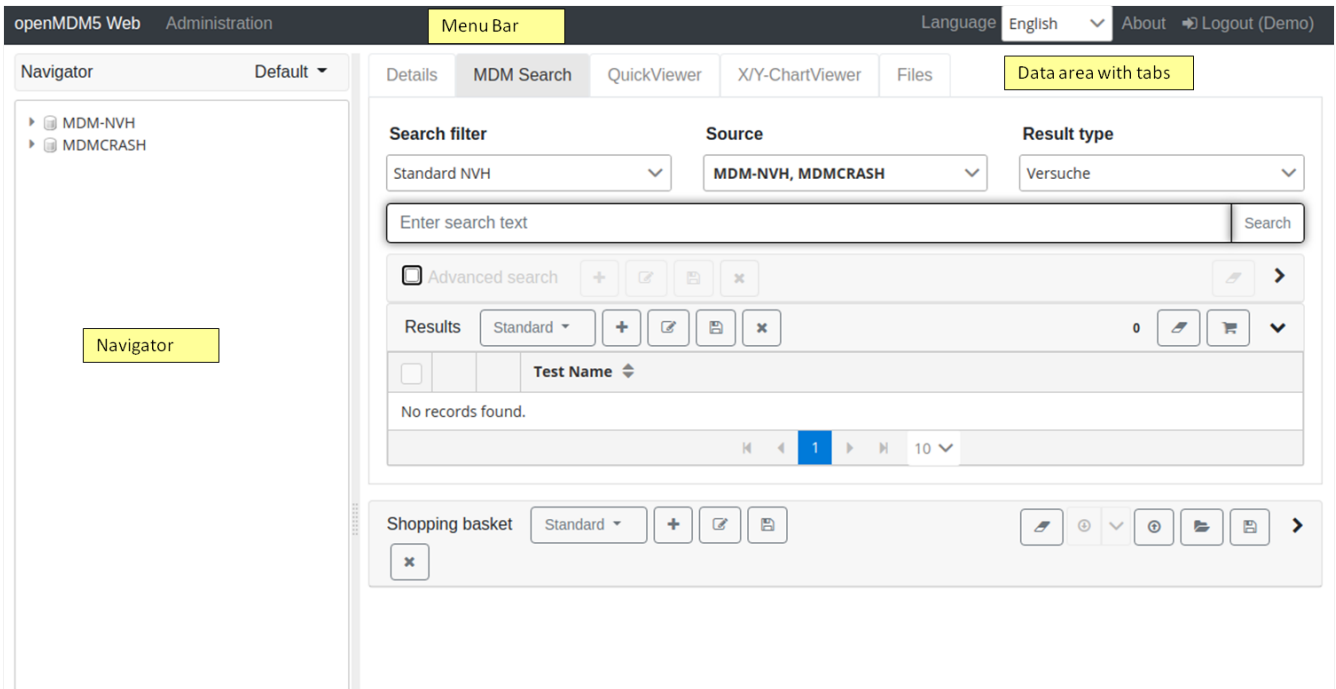 openMDM5 Web Administration Menu Bar Language English About Logout (Demo)
Navigator Default Details MDM Search QuickViewer X/Y-ChartViewer Files Data area with tabs
MDM-NVH
MDMCRASH
Search filter Source Result type
Standard NVH MDM-NVH, MDMCRASH Versuche
Enter search text Search
Advanced search
Results Standard 0
Navigator
Test Name
No records found.
1 10
Shopping basket Standard